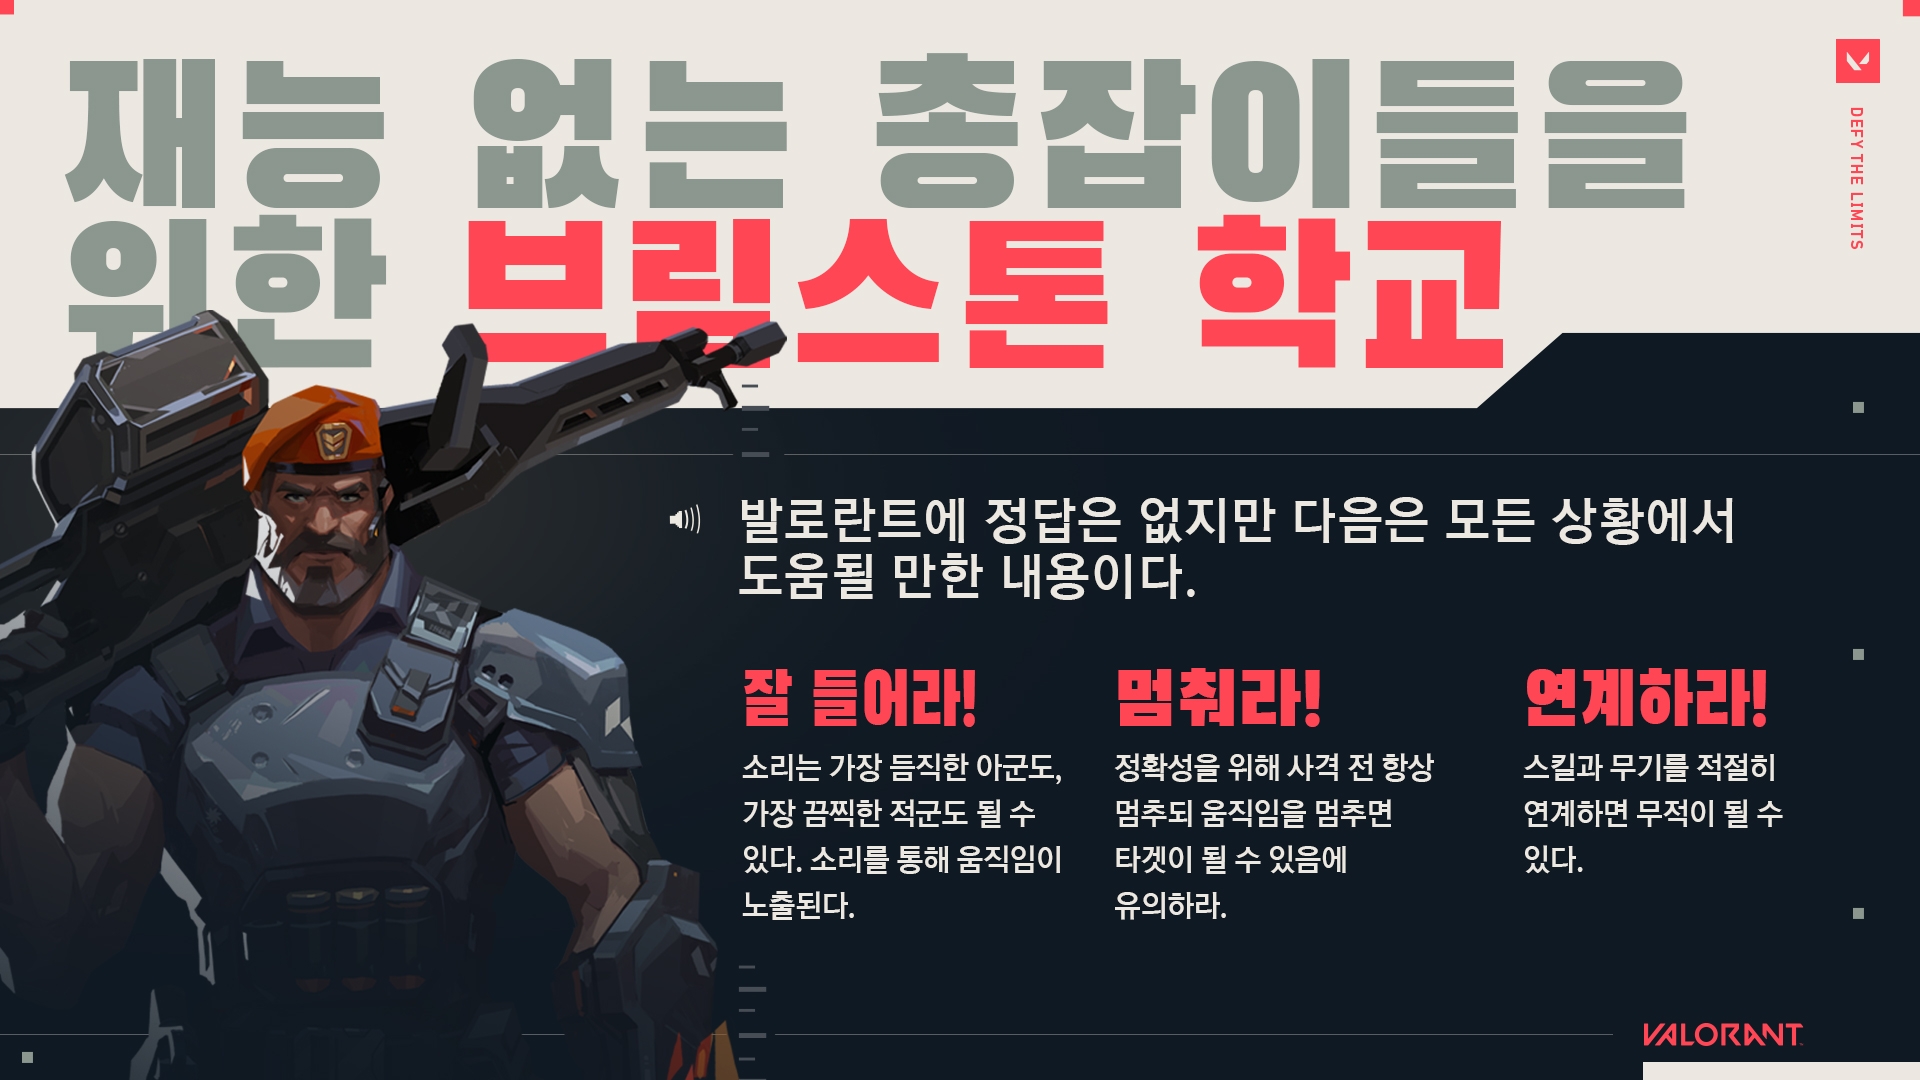 재능 없는 총잡이들을
위한 브림스톤 학교
DEFY THE LIMITS
발로란트에 정답은 없지만 다음은 모든 상황에서
도움될 만한 내용이다.
잘 들어라!
소리는 가장 듬직한 아군도,
가장 끔찍한 적군도 될 수
있다. 소리를 통해 움직임이
노출된다.
멈춰라!
정확성을 위해 사격 전 항상
멈추되 움직임을 멈추면
타겟이 될 수 있음에
유의하라.
연계하라!
스킬과 무기를 적절히
연계하면 무적이 될 수
있다.
VALORANT